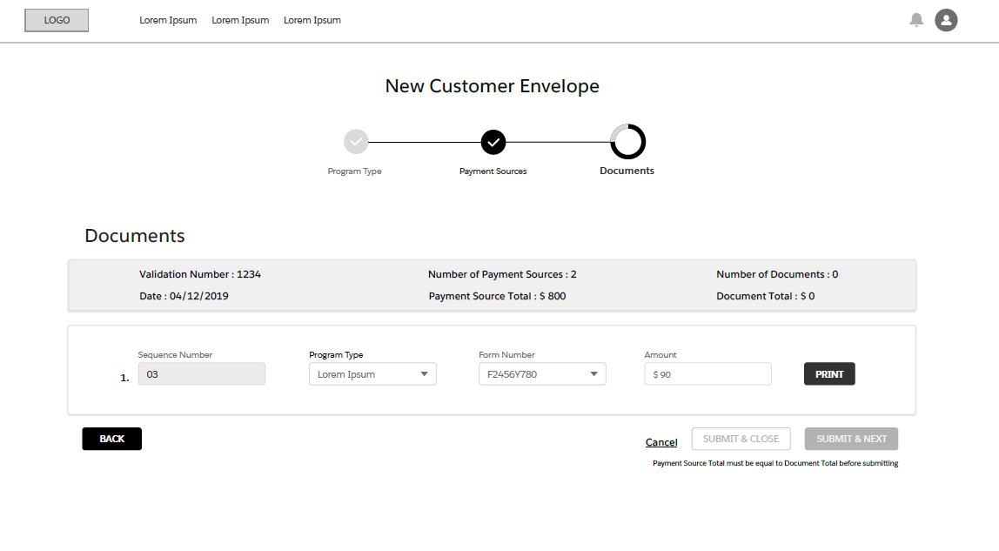 LOGO Lorem Ipsum Lorem Ipsum Lorem Ipsum
New Customer Envelope
Program Type Payment Sources Documents
Documents
Validation Number : 1234 Number of Payment Sources : 2 Number of Documents : 0
Date : 04/12/2019 Payment Source Total : $ 800 Document Total : $ 0
Sequence Number Program Type Form Number Amount
1. 03 Lorem Ipsum F2456Y780 $ 90 PRINT
BACK Cancel SUBMIT & CLOSE SUBMIT & NEXT
Payment Source Total must be equal to Document Total before submitting